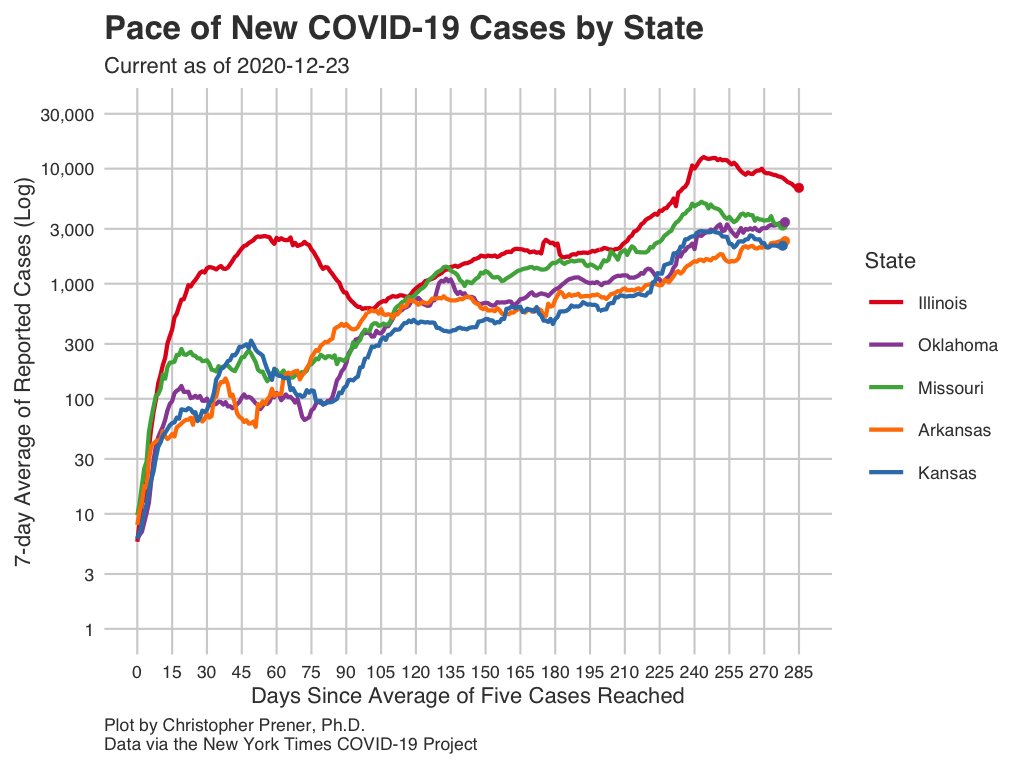 Pace of New COVID-19 Cases by State
Current as of 2020-12-23
7-day Average of Reported Cases (Log)
30,000
10,000
3,000
1,000
300
100
30
10
3
1
0 15 30 45 60 75 90 105 120 135 150 165 180 195 210 225 240 255 270 285
Days Since Average of Five Cases Reached
State
Illinois
Oklahoma
Missouri
Arkansas
Kansas
Plot by Christopher Prener, Ph.D.
Data via the New York Times COVID-19 Project